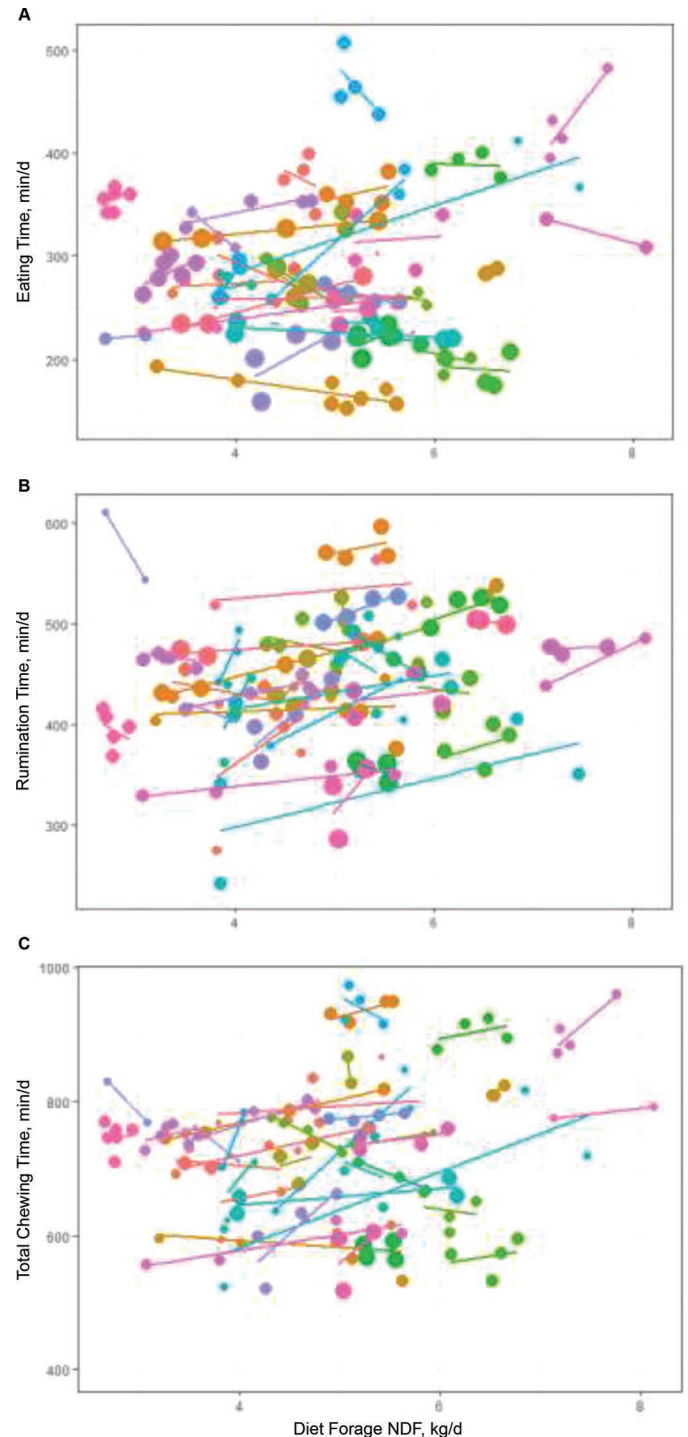 A
500
400
300
200
Eating Time, min/d
4 6 8
B
600
500
400
300
Rumination Time, min/d
4 6 8
C
1000
800
600
400
Total Chewing Time, min/d
4 6 8
Diet Forage NDF, kg/d